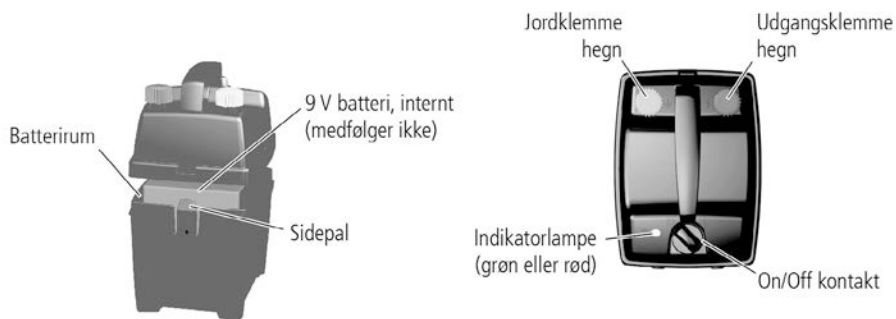 Batterirum
9 V batteri, internt
(medfølger ikke)
Sidepal
Jordklemme
hegn
Udgangsklemme
hegn
Indikatorlampe
(grøn eller rød)
On/Off kontakt